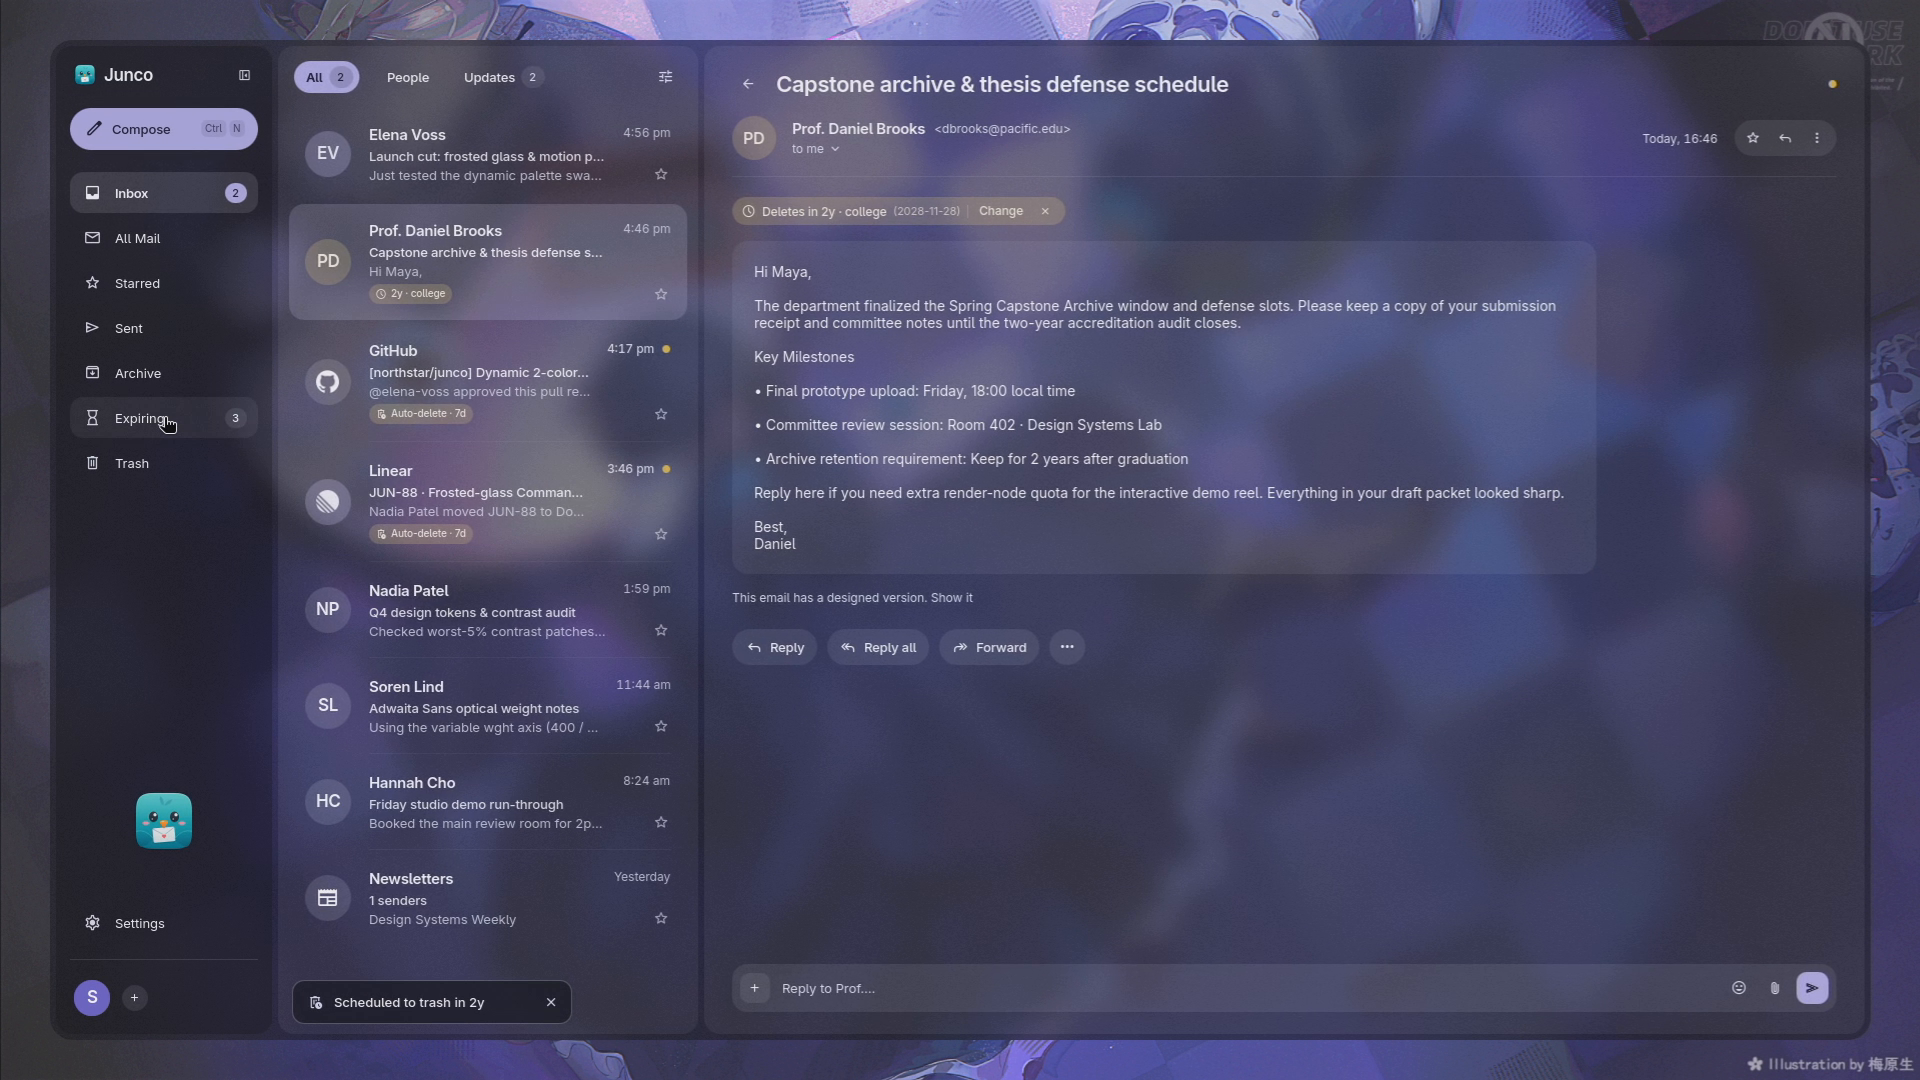 Junco
Compose Ctrl N
Inbox 2
All Mail
Starred
Sent
Archive
Expiring 3
Trash
Settings
S
All 2 People Updates 2
EV
Elena Voss 4:56 pm
Launch cut: frosted glass & motion p...
Just tested the dynamic palette swa...
PD
Prof. Daniel Brooks 4:46 pm
Capstone archive & thesis defense s...
Hi Maya,
2y · college
GitHub 4:17 pm
[northstar/junco] Dynamic 2-color...
@elena-voss approved this pull re...
Auto-delete · 7d
Linear 3:46 pm
JUN-88 · Frosted-glass Comman...
Nadia Patel moved JUN-88 to Do...
Auto-delete · 7d
NP
Nadia Patel 1:59 pm
Q4 design tokens & contrast audit
Checked worst-5% contrast patches...
SL
Soren Lind 11:44 am
Adwaita Sans optical weight notes
Using the variable wght axis (400 / ...
HC
Hannah Cho 8:24 am
Friday studio demo run-through
Booked the main review room for 2p...
Newsletters Yesterday
1 senders
Design Systems Weekly
Scheduled to trash in 2y
Capstone archive & thesis defense schedule
PD
Prof. Daniel Brooks <dbrooks@pacific.edu>
to me
Today, 16:46
Deletes in 2y · college (2028-11-28) Change
Hi Maya,
The department finalized the Spring Capstone Archive window and defense slots. Please keep a copy of your submission
receipt and committee notes until the two-year accreditation audit closes.
Key Milestones
• Final prototype upload: Friday, 18:00 local time
• Committee review session: Room 402 · Design Systems Lab
• Archive retention requirement: Keep for 2 years after graduation
Reply here if you need extra render-node quota for the interactive demo reel. Everything in your draft packet looked sharp.
Best,
Daniel
This email has a designed version. Show it
Reply Reply all Forward
Reply to Prof....
Illustration by 梅原生